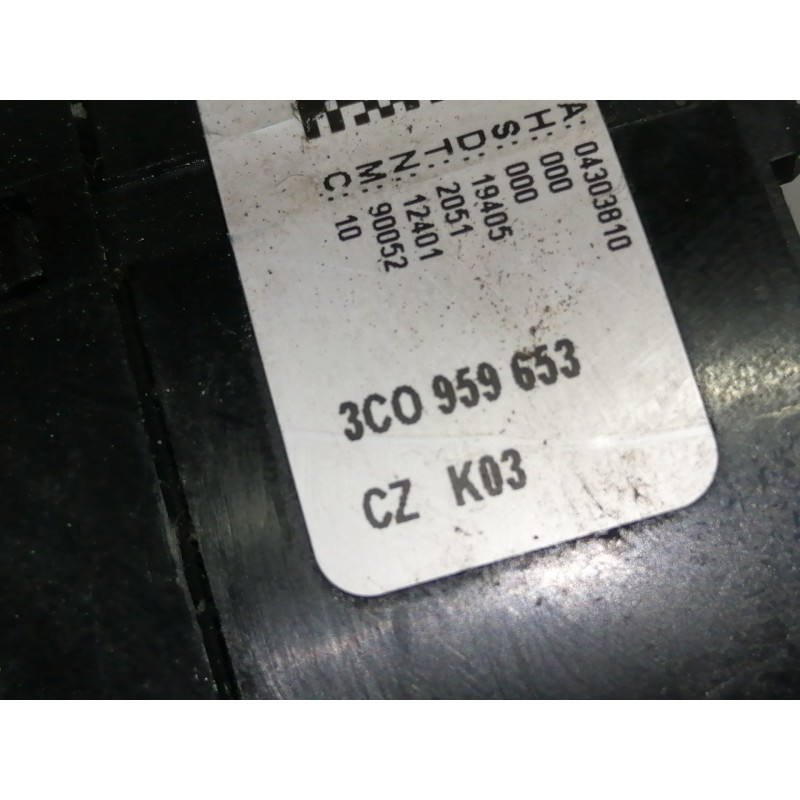 A: 04303810
H: 000
S: 000
D: 19405
T: 2051
N: 12401
M: 90052
C: 10
3C0 959 653
CZ K03